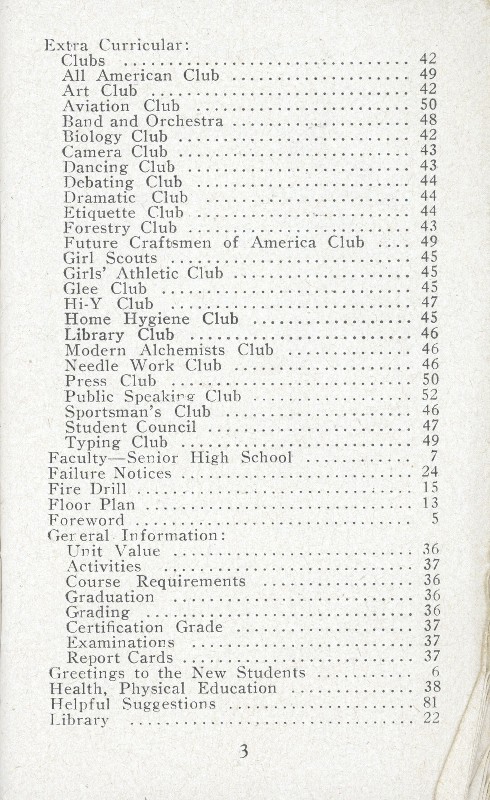 Extra Curricular:
Clubs ................................ 42
All American Club .................... 49
Art Club ............................. 42
Aviation Club ........................ 50
Band and Orchestra ................... 48
Biology Club ......................... 42
Camera Club .......................... 43
Dancing Club ......................... 43
Debating Club ........................ 44
Dramatic Club ........................ 44
Etiquette Club ....................... 44
Forestry Club ........................ 43
Future Craftsmen of America Club .... 49
Girl Scouts .......................... 45
Girls' Athletic Club ................. 45
Glee Club ............................ 45
Hi-Y Club ............................ 47
Home Hygiene Club .................... 45
Library Club ......................... 46
Modern Alchemists Club ............... 46
Needle Work Club ..................... 46
Press Club ........................... 50
Public Speaking Club ................. 52
Sportsman's Club ..................... 46
Student Council ...................... 47
Typing Club .......................... 49
Faculty—Senior High School ........... 7
Failure Notices ...................... 24
Fire Drill ........................... 15
Floor Plan ........................... 13
Foreword ............................. 5
General Information:
Unit Value ........................... 36
Activities ........................... 37
Course Requirements .................. 36
Graduation ........................... 36
Grading .............................. 36
Certification Grade .................. 37
Examinations ......................... 37
Report Cards ......................... 37
Greetings to the New Students ........ 6
Health, Physical Education ........... 38
Helpful Suggestions .................. 81
Library .............................. 22
3